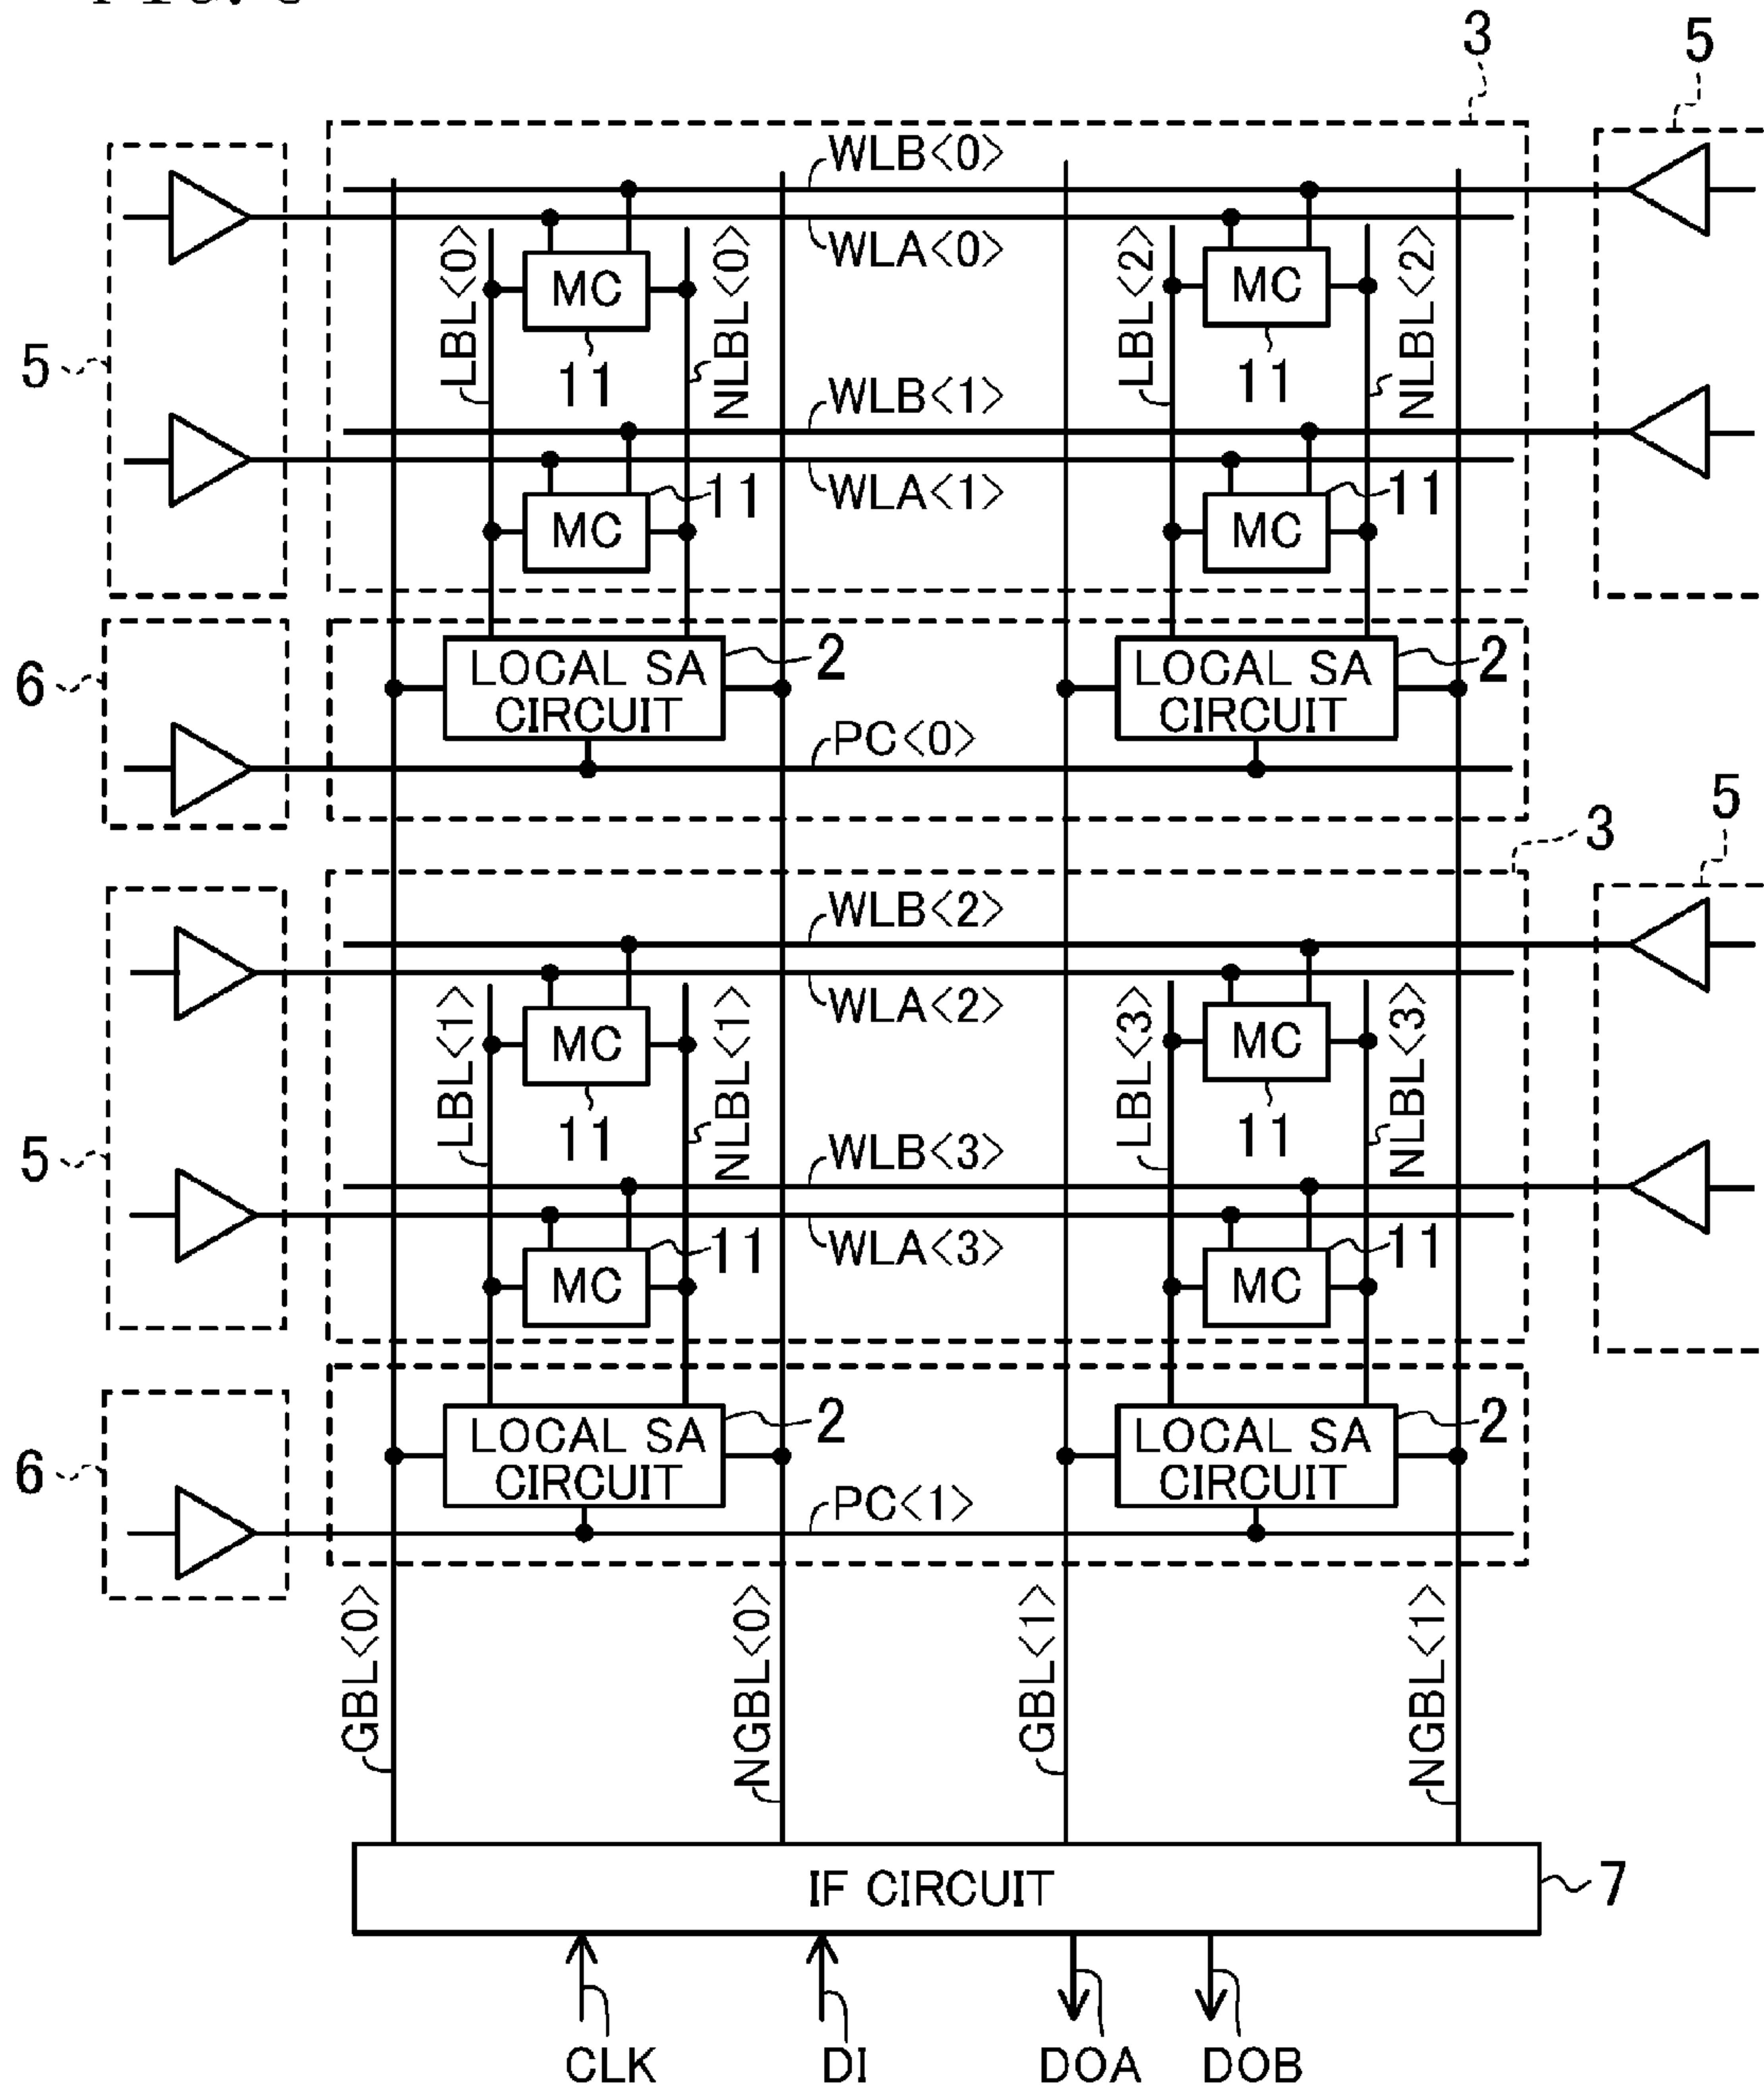 3
5
WLB<0>
LBL<0>
NLBL<0>
WLA<0>
LBL<2>
NLBL<2>
MC
MC
5
11
11
WLB<1>
WLA<1>
11
11
MC
MC
6
LOCAL SA
CIRCUIT
2
LOCAL SA
CIRCUIT
2
PC<0>
3
5
WLB<2>
LBL<1>
NLBL<1>
WLA<2>
LBL<3>
NLBL<3>
MC
MC
5
11
11
WLB<3>
WLA<3>
11
11
MC
MC
6
LOCAL SA
CIRCUIT
2
LOCAL SA
CIRCUIT
2
PC<1>
GBL<0>
NGBL<0>
GBL<1>
NGBL<1>
IF CIRCUIT
7
CLK
DI
DOA
DOB